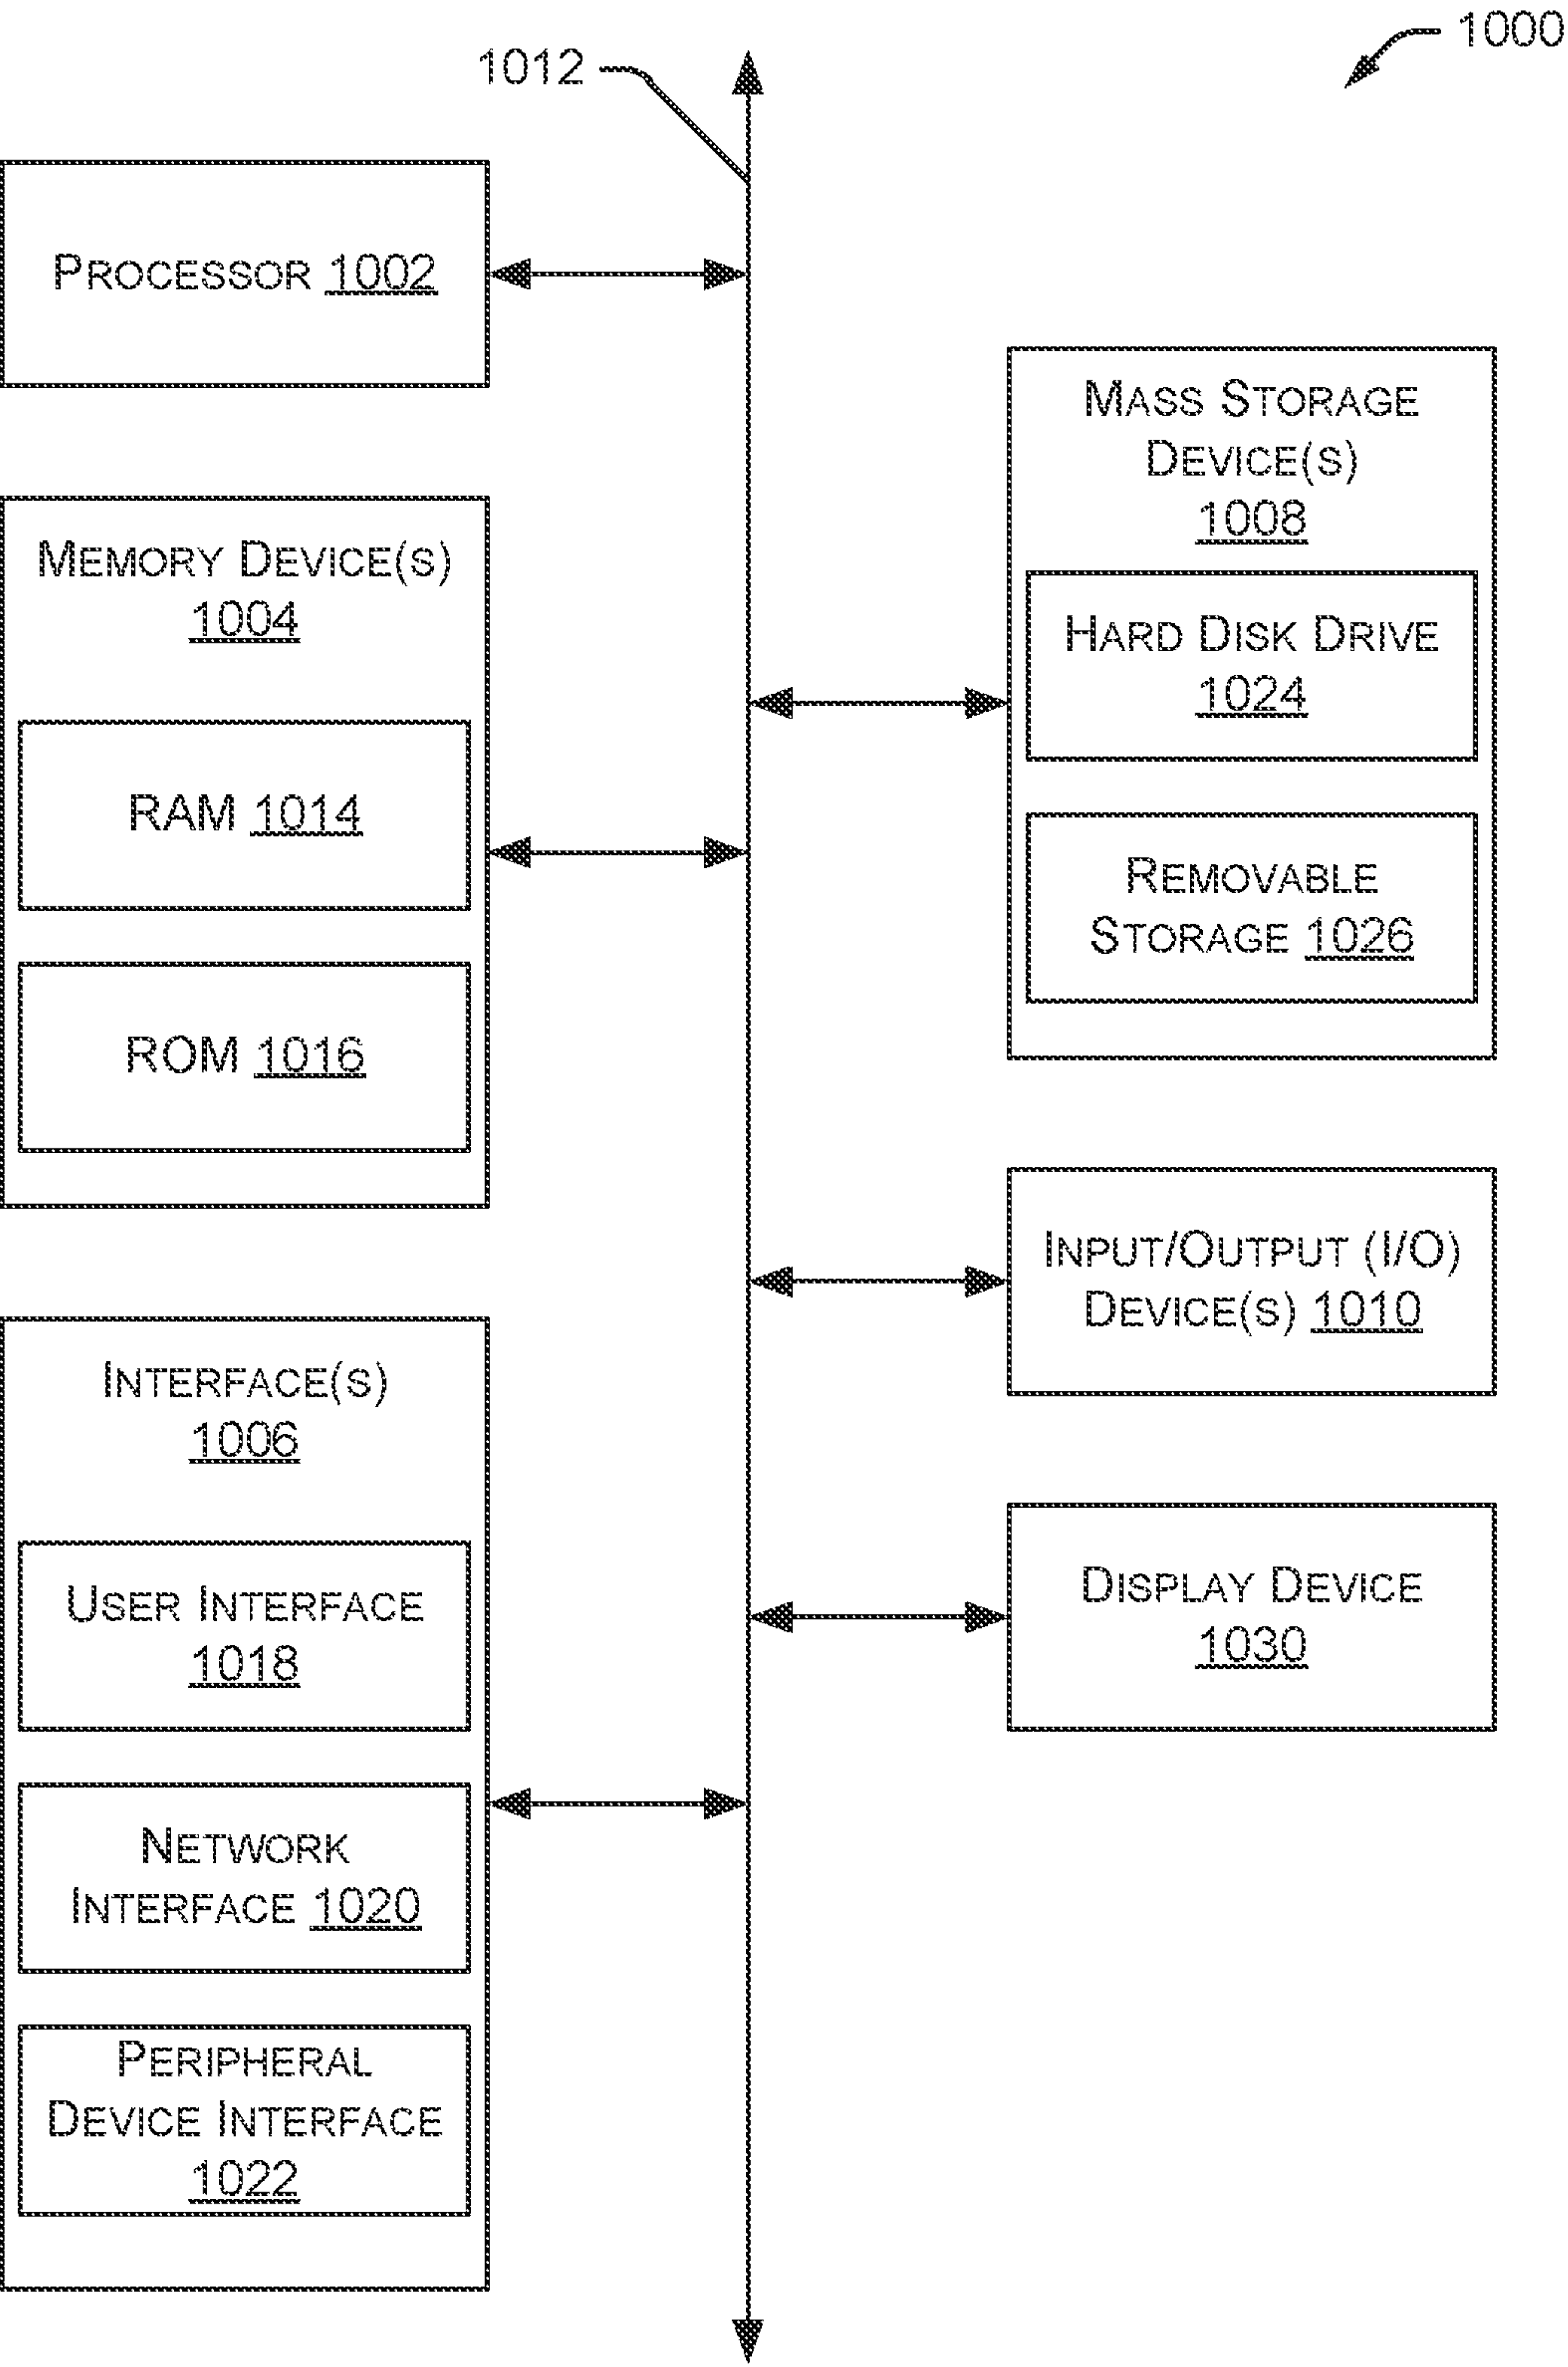 1000
1012
PROCESSOR 1002
MEMORY DEVICE(S)
1004
RAM 1014
ROM 1016
INTERFACE(S)
1006
USER INTERFACE
1018
NETWORK
INTERFACE 1020
PERIPHERAL
DEVICE INTERFACE
1022
MASS STORAGE
DEVICE(S)
1008
HARD DISK DRIVE
1024
REMOVABLE
STORAGE 1026
INPUT/OUTPUT (I/O)
DEVICE(S) 1010
DISPLAY DEVICE
1030